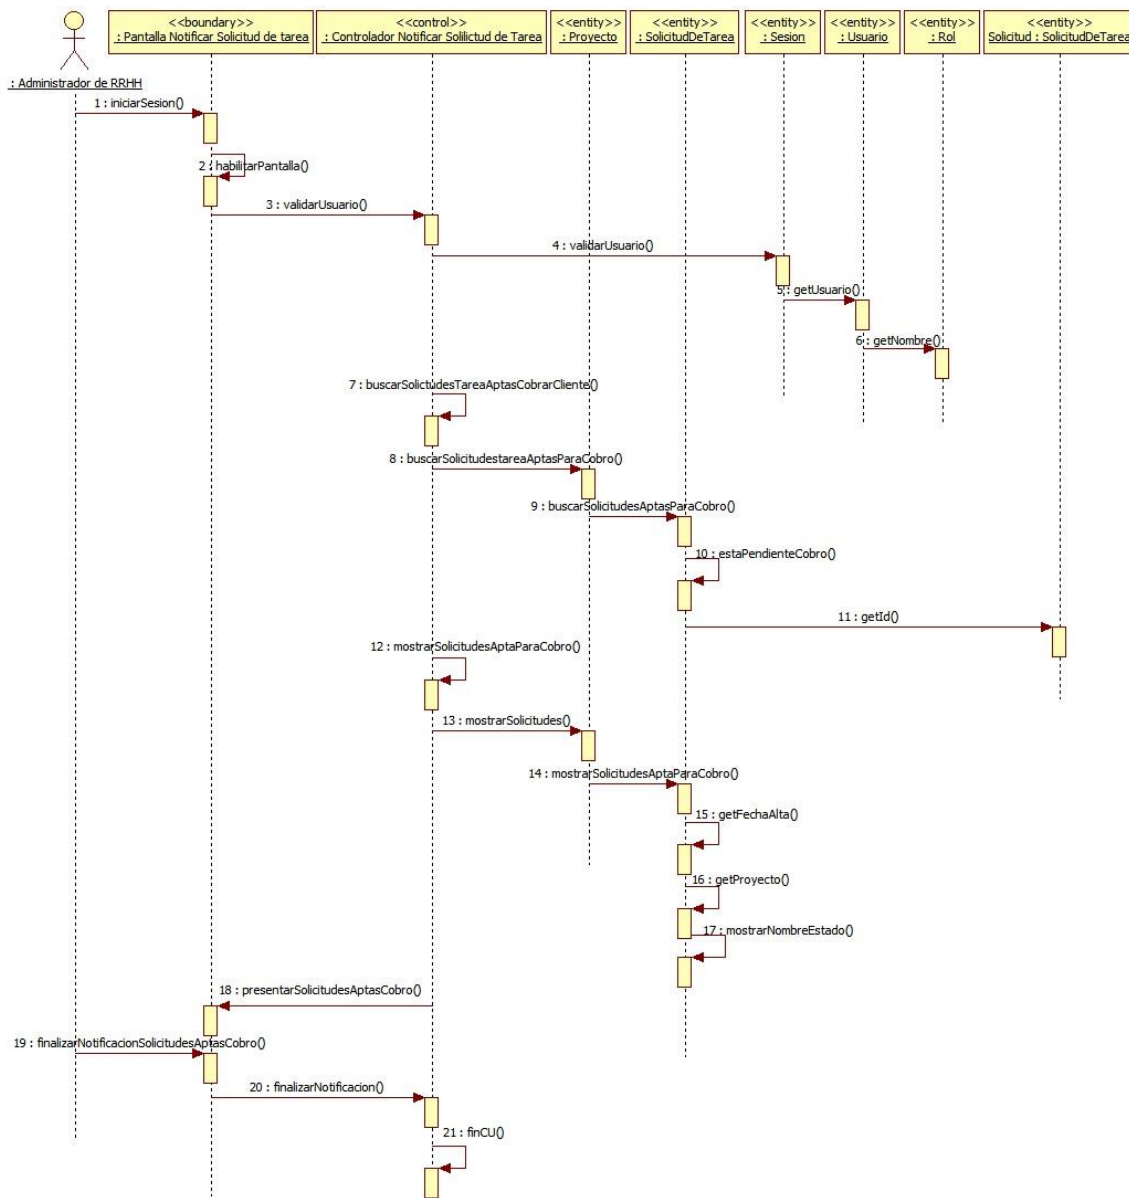 <<boundary>>
: Pantalla Notificar Solicitud de tarea
<<control>>
: Controlador Notificar Solilictud de Tarea
<<entity>>
: Proyecto
<<entity>>
: SolicitudDeTarea
<<entity>>
: Sesion
<<entity>>
: Usuario
<<entity>>
: Rol
<<entity>>
Solicitud : SolicitudDeTarea
: Administrador de RRHH
1 : iniciarSesion()
2 : habilitarPantalla()
3 : validarUsuario()
4 : validarUsuario()
5 : getUsuario()
6 : getNombre()
7 : buscarSolictudesTareaAptasCobrarCliente()
8 : buscarSolicitudestareaAptasParaCobro()
9 : buscarSolicitudesAptasParaCobro()
10 : estaPendienteCobro()
11 : getId()
12 : mostrarSolicitudesAptaParaCobro()
13 : mostrarSolicitudes()
14 : mostrarSolicitudesAptaParaCobro()
15 : getFechaAlta()
16 : getProyecto()
17 : mostrarNombreEstado()
18 : presentarSolicitudesAptasCobro()
19 : finalizarNotificacionSolicitudesAptasCobro()
20 : finalizarNotificacion()
21 : finCU()